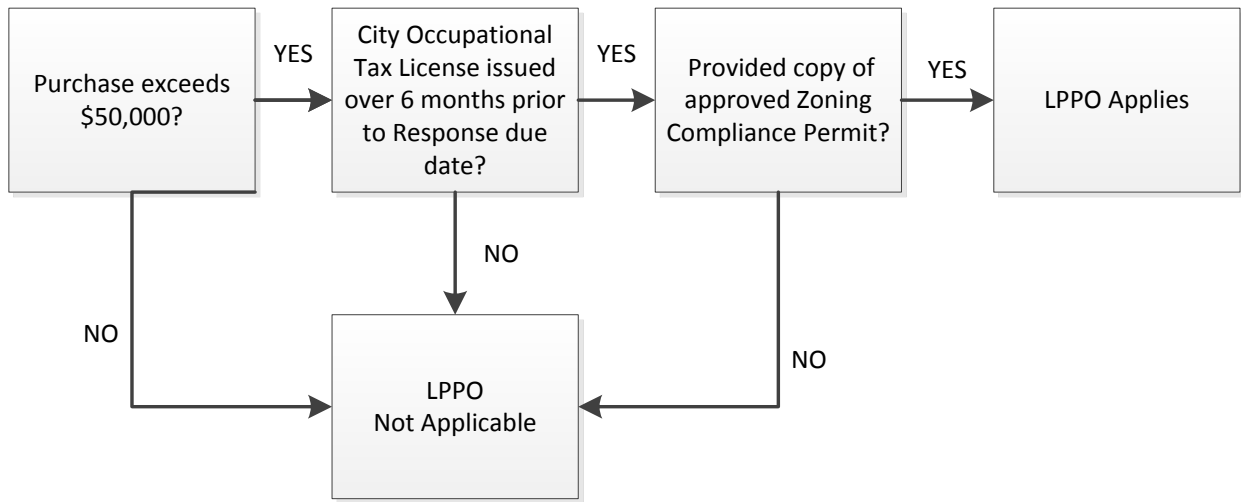 Purchase exceeds
$50,000?
YES
City Occupational
Tax License issued
over 6 months prior
to Response due
date?
YES
Provided copy of
approved Zoning
Compliance Permit?
YES
LPPO Applies
NO
NO
NO
LPPO
Not Applicable